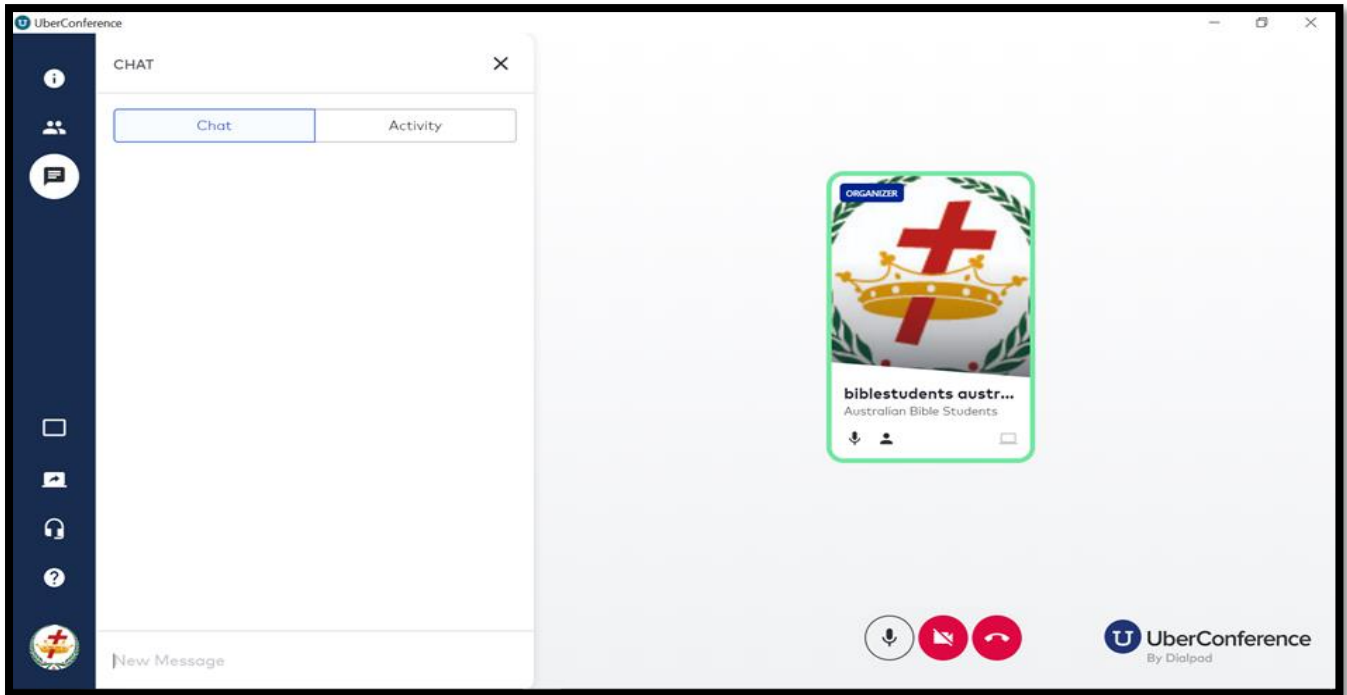 UberConference
CHAT
Chat Activity
New Message
ORGANIZER
biblestudents austr...
Australian Bible Students
UberConference
By Dialpad